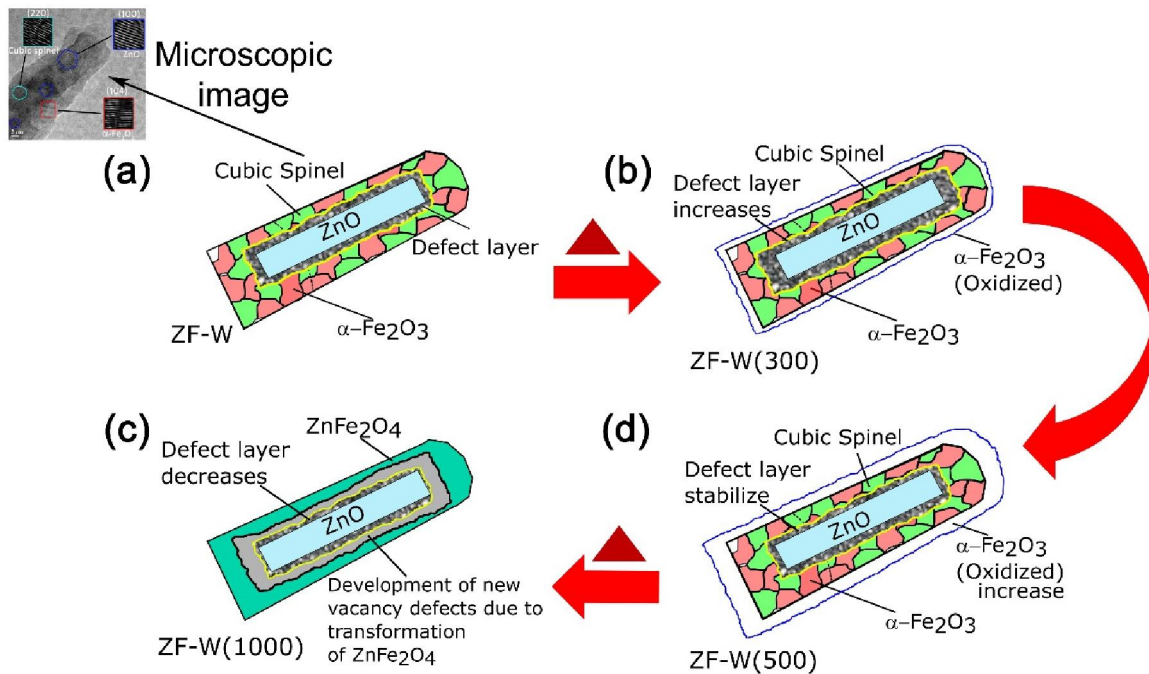 (220)
Cubic spinel
(100)
ZnO
(104)
Microscopic
image
(a)
Cubic Spinel
ZnO
Defect layer
α–Fe2O3
ZF-W
(b)
Cubic Spinel
Defect layer
increases
ZnO
α–Fe2O3
(Oxidized)
α–Fe2O3
ZF-W(300)
(c)
ZnFe2O4
Defect layer
decreases
ZnO
Development of new
vacancy defects due to
transformation
of ZnFe2O4
ZF-W(1000)
(d)
Cubic Spinel
Defect layer
stabilize
ZnO
α–Fe2O3
(Oxidized)
increase
α–Fe2O3
ZF-W(500)